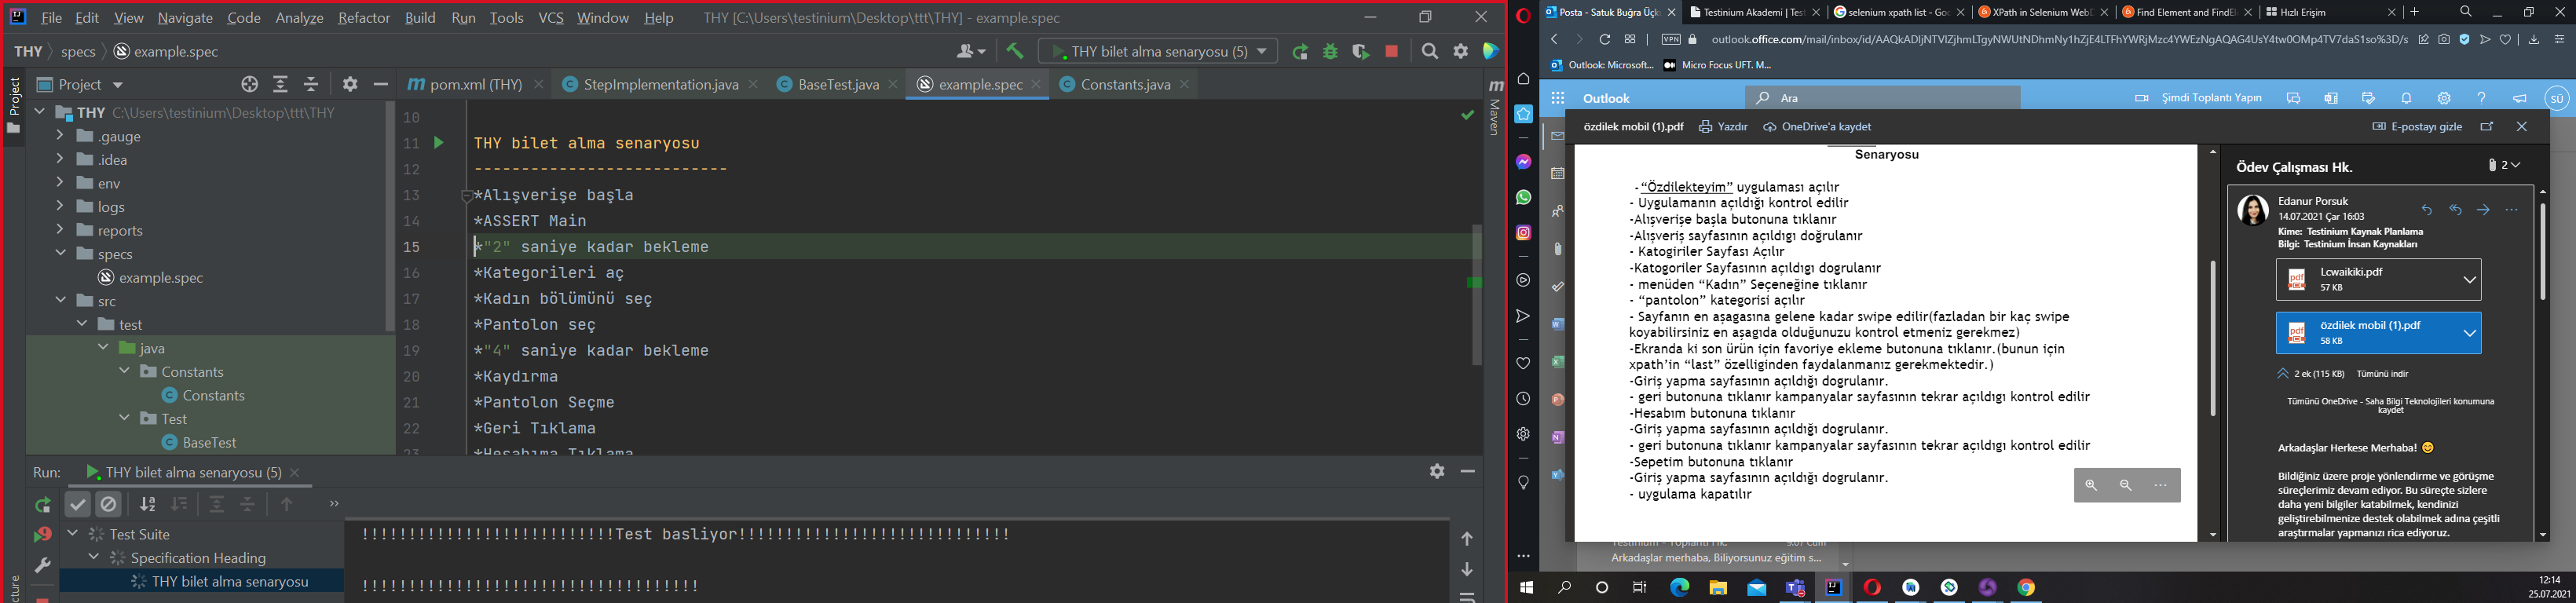 File Edit View Navigate Code Analyze Refactor Build Run Tools VCS Window Help THY [C:\Users\testinium\Desktop\ttt\THY] - example.spec
THY specs example.spec
THY bilet alma senaryosu (5)
Project
pom.xml (THY) StepImplementation.java BaseTest.java example.spec Constants.java
Project
Maven
THY C:\Users\testinium\Desktop\ttt\THY
.gauge
.idea
env
logs
reports
specs
example.spec
src
test
java
Constants
Constants
Test
BaseTest
10
11 THY bilet alma senaryosu
12 ---------------------------
13 *Alışverişe başla
14 *ASSERT Main
15 *"2" saniye kadar bekleme
16 *Kategorileri aç
17 *Kadın bölümünü seç
18 *Pantolon seç
19 *"4" saniye kadar bekleme
20 *Kaydırma
21 *Pantolon Seçme
22 *Geri Tıklama
23 *Hesabıma Tıklama
Run: THY bilet alma senaryosu (5)
Test Suite
Specification Heading
THY bilet alma senaryosu
!!!!!!!!!!!!!!!!!!!!!!!!!!!Test basliyor!!!!!!!!!!!!!!!!!!!!!!!!!!!!!
!!!!!!!!!!!!!!!!!!!!!!!!!!!!!!!!!!!!
Posta - Satuk Buğra Üçk Testinium Akademi | Test selenium xpath list - Goo XPath in Selenium WebD Find Element and FindEl Hızlı Erişim
VPN outlook.office.com/mail/inbox/id/
Outlook: Microsoft... Micro Focus UFT. M...
Outlook Ara Şimdi Toplantı Yapın SÜ
özdilek mobil (1).pdf Yazdır OneDrive'a kaydet E-postayı gizle
Senaryosu
-“Özdilekteyim” uygulaması açılır
- Uygulamanın açıldığı kontrol edilir
-Alışverişe başla butonuna tıklanır
-Alışveriş sayfasının açıldıgı doğrulanır
- Katogiriler Sayfası Açılır
-Katogoriler Sayfasının açıldıgı dogrulanır
- menüden “Kadın” Seçeneğine tıklanır
- “pantolon” kategorisi açılır
- Sayfanın en aşagasına gelene kadar swipe edilir(fazladan bir kaç swipe
koyabilirsiniz en aşagıda olduğunuzu kontrol etmeniz gerekmez)
-Ekranda ki son ürün için favoriye ekleme butonuna tıklanır.(bunun için
xpath’in “last” özelliginden faydalanmanız gerekmektedir.)
-Giriş yapma sayfasının açıldiğı dogrulanır.
- geri butonuna tıklanır kampanyalar sayfasının tekrar açıldıgı kontrol edilir
-Hesabım butonuna tıklanır
-Giriş yapma sayfasının açıldiğı dogrulanır.
- geri butonuna tıklanır kampanyalar sayfasının tekrar açıldıgı kontrol edilir
-Sepetim butonuna tıklanır
-Giriş yapma sayfasının açıldiğı dogrulanır.
- uygulama kapatılır
Ödev Çalışması Hk. 2
Edanur Porsuk
14.07.2021 Çar 16:03
Kime: Testinium Kaynak Planlama
Bilgi: Testinium İnsan Kaynakları
Lcwaikiki.pdf
57 KB
özdilek mobil (1).pdf
58 KB
2 ek (115 KB) Tümünü indir
Tümünü OneDrive - Saha Bilgi Teknolojileri konumuna
kaydet
Arkadaşlar Herkese Merhaba!
Bildiğiniz üzere proje yönlendirme ve görüşme
süreçlerimiz devam ediyor. Bu süreçte sizlere
daha yeni bilgiler katabilmek, kendinizi
geliştirebilmenize destek olabilmek adına çeşitli
araştırmalar yapmanızı rica ediyoruz.
Testinium - Toplantı Hk.
Arkadaşlar merhaba. Biliyorsunuz eğitim s...
12:14
25.07.2021